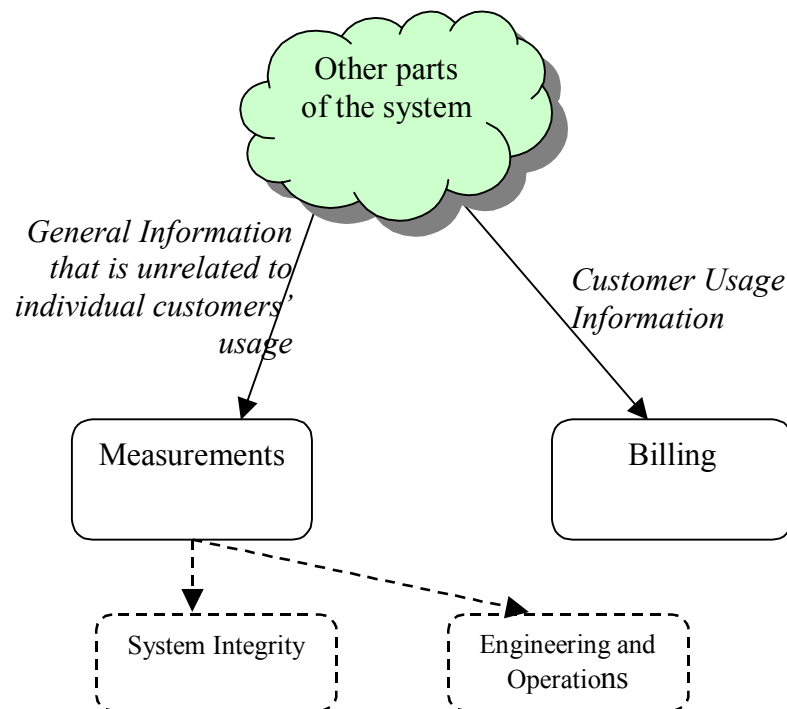 Other parts
of the system
General Information
that is unrelated to
individual customers’
usage
Customer Usage
Information
Measurements
Billing
System Integrity
Engineering and
Operations